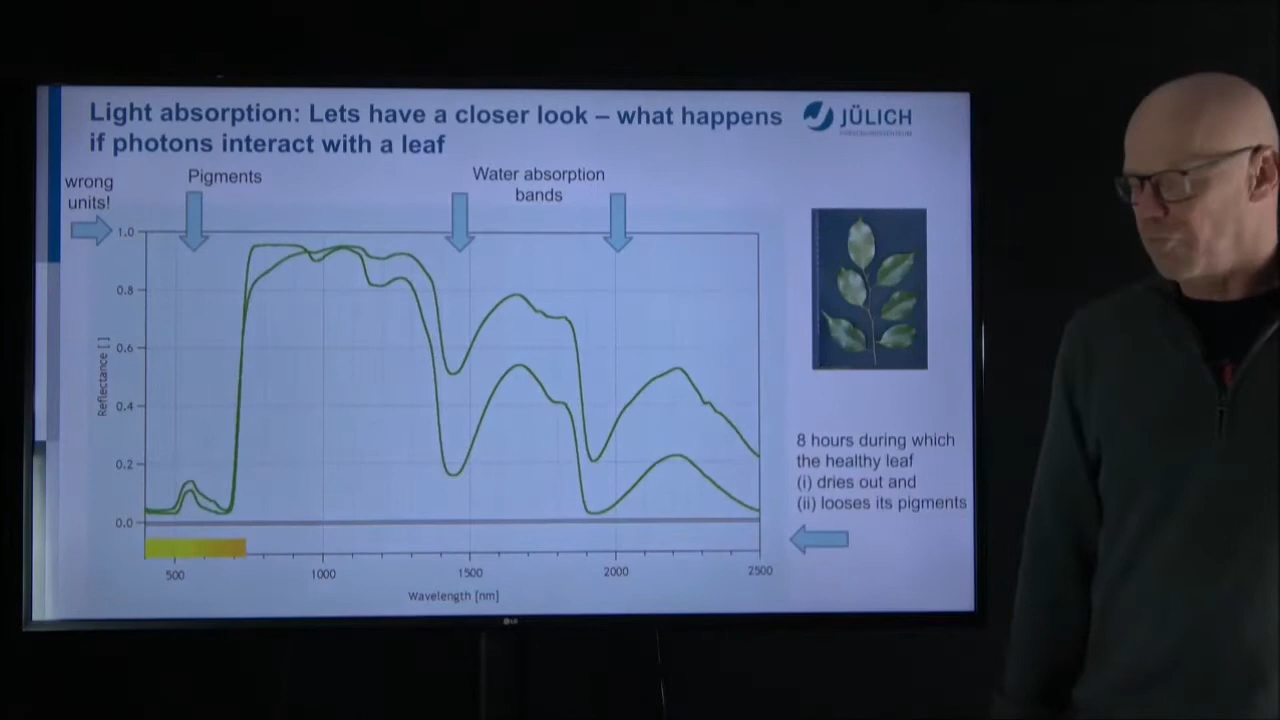 Light absorption: Lets have a closer look – what happens
if photons interact with a leaf
JÜLICH
wrong
units!
Pigments
Water absorption
bands
1.0
0.8
0.6
0.4
0.2
0.0
Reflectance [ ]
500
1000
1500
2000
2500
Wavelength [nm]
8 hours during which
the healthy leaf
(i) dries out and
(ii) looses its pigments
LG